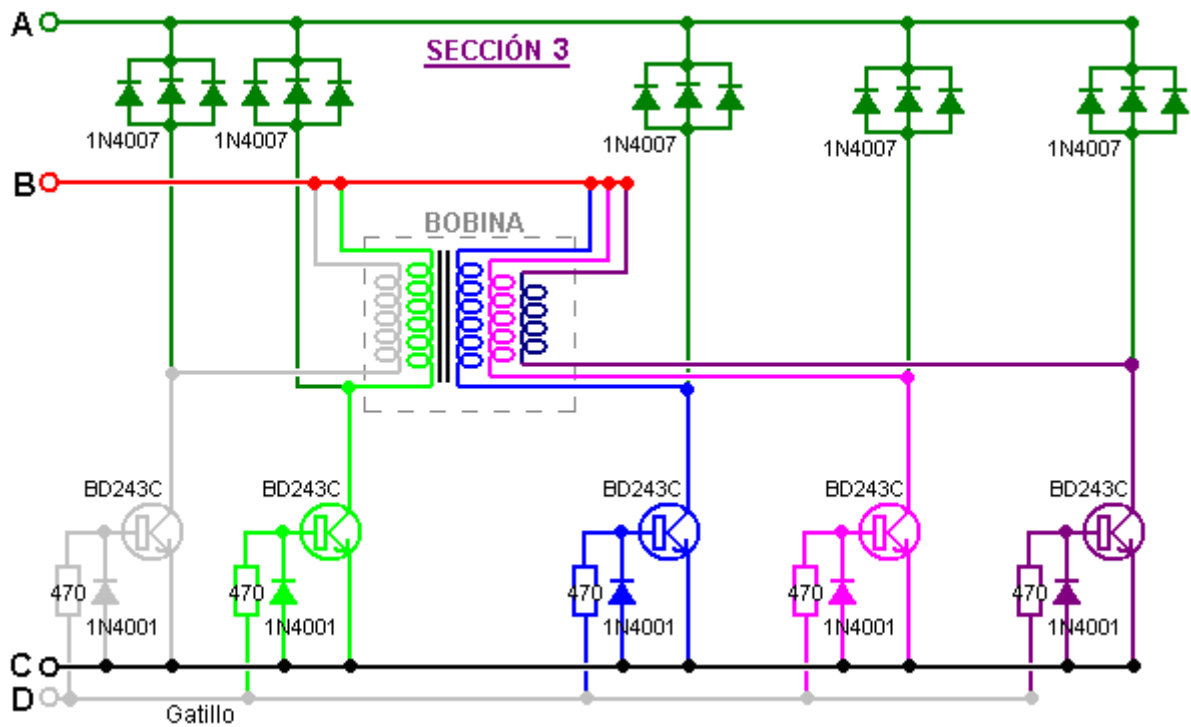 A
SECCIÓN 3
1N4007
1N4007
1N4007
1N4007
1N4007
B
BOBINA
BD243C
BD243C
BD243C
BD243C
BD243C
470
470
470
470
470
1N4001
1N4001
1N4001
1N4001
1N4001
C
D
Gatillo